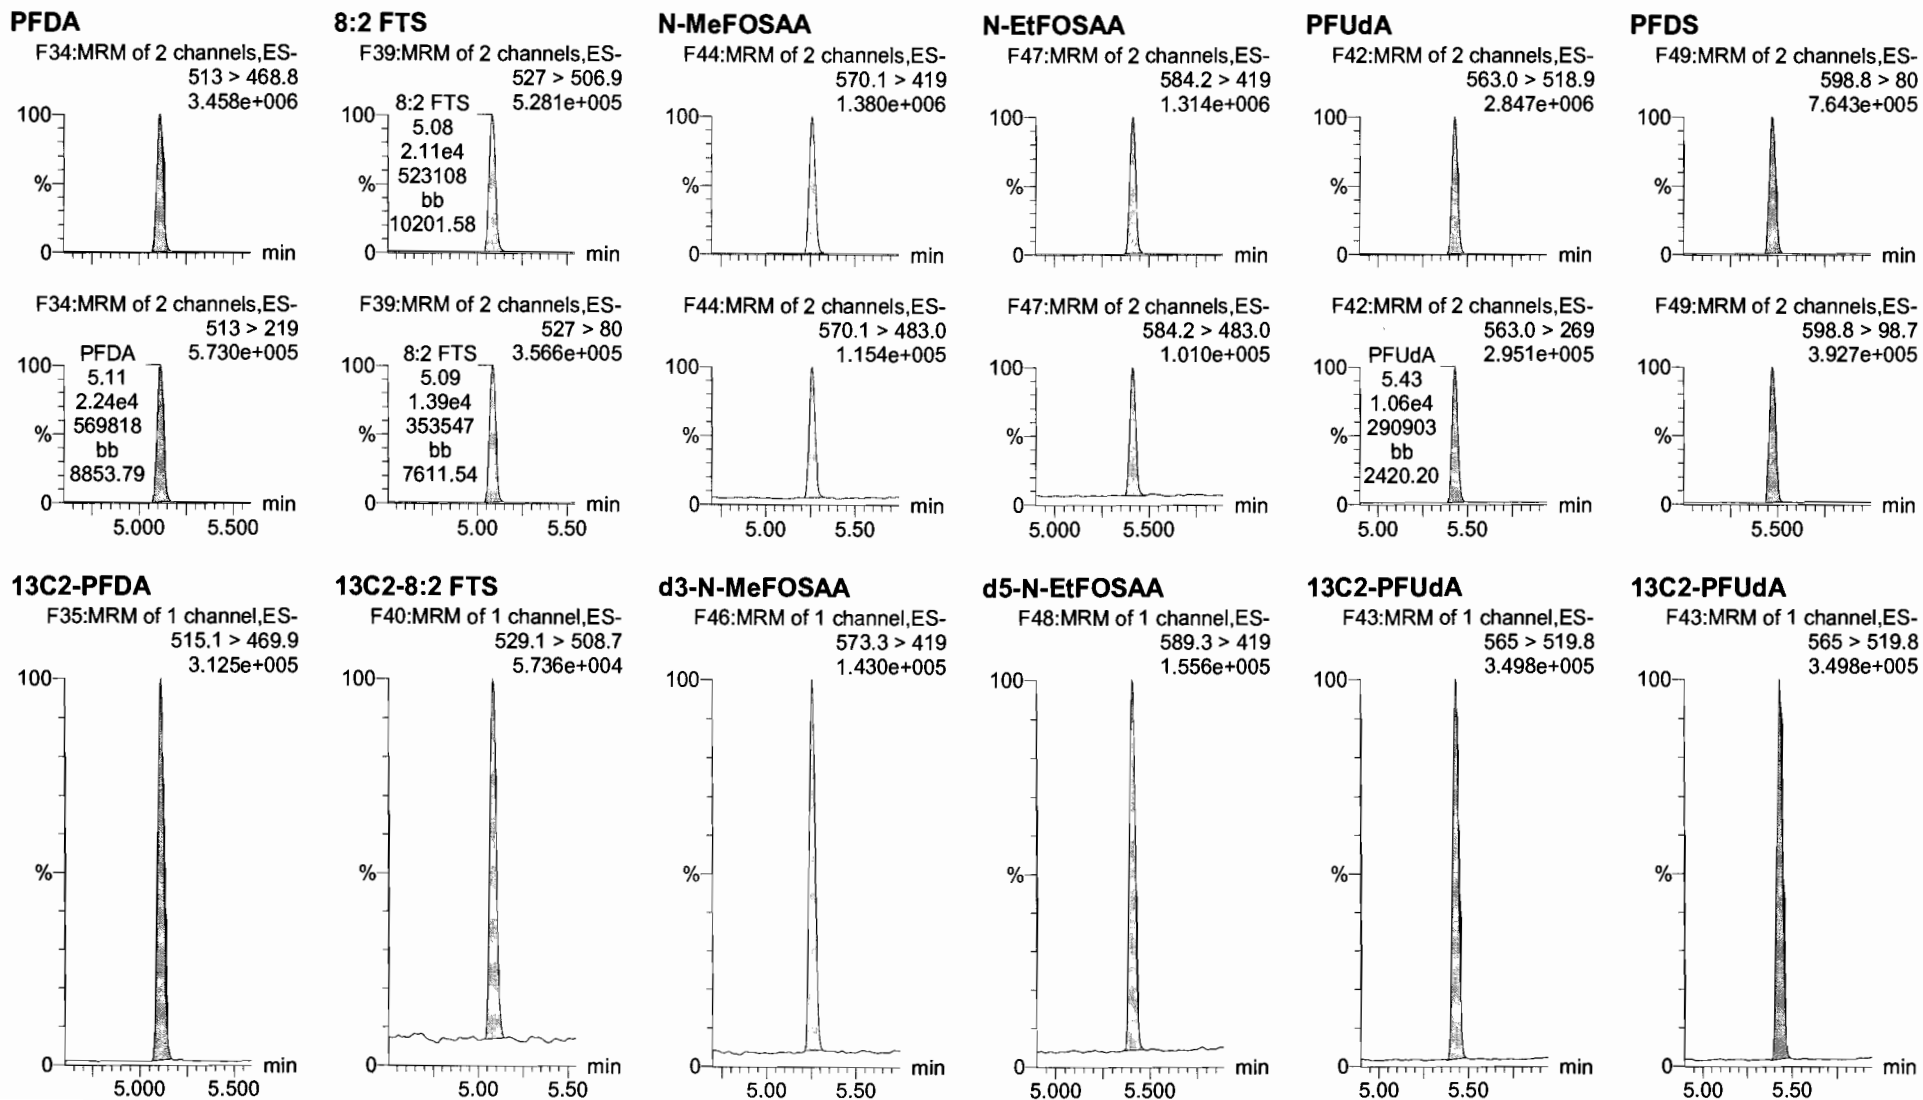 PFDA
F34:MRM of 2 channels,ES-
513 > 468.8
3.458e+006
100
%
0
min
F34:MRM of 2 channels,ES-
513 > 219
5.730e+005
PFDA
5.11
2.24e4
569818
bb
8853.79
100
%
0
min
5.000
5.500
8:2 FTS
F39:MRM of 2 channels,ES-
527 > 506.9
5.281e+005
8:2 FTS
5.08
2.11e4
523108
bb
10201.58
100
%
0
min
F39:MRM of 2 channels,ES-
527 > 80
3.566e+005
8:2 FTS
5.09
1.39e4
353547
bb
7611.54
100
%
0
min
5.00
5.50
N-MeFOSAA
F44:MRM of 2 channels,ES-
570.1 > 419
1.380e+006
100
%
0
min
F44:MRM of 2 channels,ES-
570.1 > 483.0
1.154e+005
100
%
0
min
5.00
5.50
N-EtFOSAA
F47:MRM of 2 channels,ES-
584.2 > 419
1.314e+006
100
%
0
min
F47:MRM of 2 channels,ES-
584.2 > 483.0
1.010e+005
100
%
0
min
5.000
5.500
PFUdA
F42:MRM of 2 channels,ES-
563.0 > 518.9
2.847e+006
100
%
0
min
F42:MRM of 2 channels,ES-
563.0 > 269
2.951e+005
PFUdA
5.43
1.06e4
290903
bb
2420.20
100
%
0
min
5.00
5.50
PFDS
F49:MRM of 2 channels,ES-
598.8 > 80
7.643e+005
100
%
0
min
F49:MRM of 2 channels,ES-
598.8 > 98.7
3.927e+005
100
%
0
min
5.500
13C2-PFDA
F35:MRM of 1 channel,ES-
515.1 > 469.9
3.125e+005
100
%
0
min
5.000
5.500
13C2-8:2 FTS
F40:MRM of 1 channel,ES-
529.1 > 508.7
5.736e+004
100
%
0
min
5.00
5.50
d3-N-MeFOSAA
F46:MRM of 1 channel,ES-
573.3 > 419
1.430e+005
100
%
0
min
5.00
5.50
d5-N-EtFOSAA
F48:MRM of 1 channel,ES-
589.3 > 419
1.556e+005
100
%
0
min
5.000
5.500
13C2-PFUdA
F43:MRM of 1 channel,ES-
565 > 519.8
3.498e+005
100
%
0
min
5.00
5.50
13C2-PFUdA
F43:MRM of 1 channel,ES-
565 > 519.8
3.498e+005
100
%
0
min
5.00
5.50